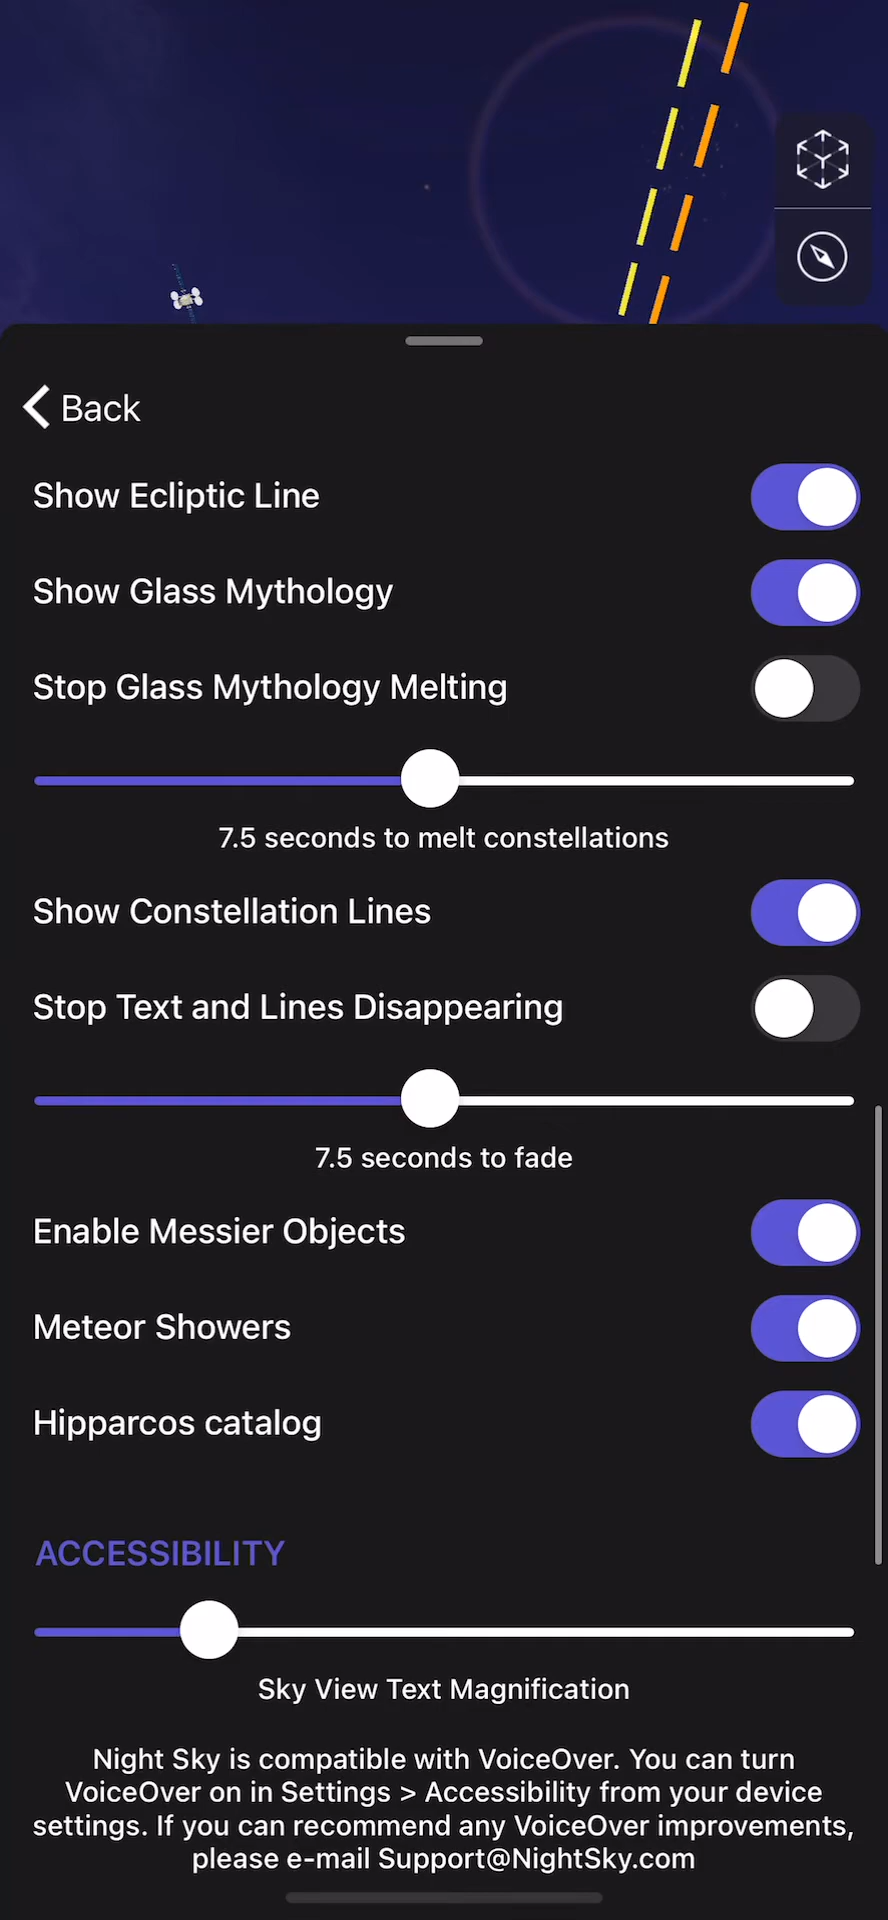 Back
Show Ecliptic Line
Show Glass Mythology
Stop Glass Mythology Melting
7.5 seconds to melt constellations
Show Constellation Lines
Stop Text and Lines Disappearing
7.5 seconds to fade
Enable Messier Objects
Meteor Showers
Hipparcos catalog
ACCESSIBILITY
Sky View Text Magnification
Night Sky is compatible with VoiceOver. You can turn
VoiceOver on in Settings > Accessibility from your device
settings. If you can recommend any VoiceOver improvements,
please e-mail Support@NightSky.com